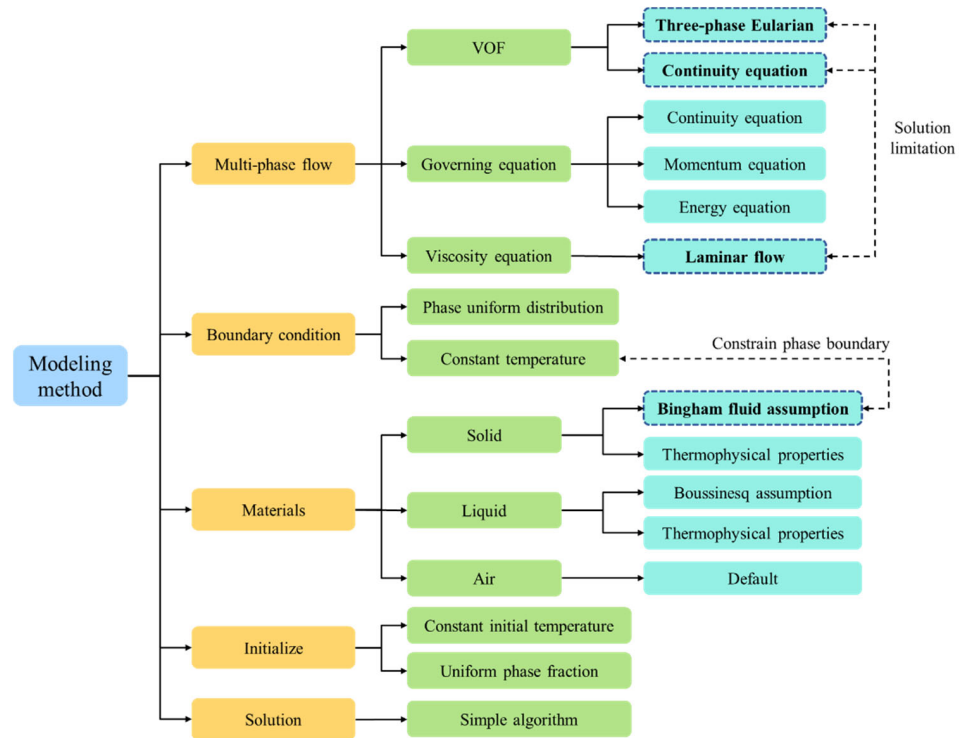 Three-phase Eularian
VOF
Continuity equation
Continuity equation
Solution
limitation
Multi-phase flow
Governing equation
Momentum equation
Energy equation
Viscosity equation
Laminar flow
Phase uniform distribution
Boundary condition
Constrain phase boundary
Constant temperature
Modeling
method
Bingham fluid assumption
Solid
Thermophysical properties
Boussinesq assumption
Materials
Liquid
Thermophysical properties
Air
Default
Constant initial temperature
Initialize
Uniform phase fraction
Solution
Simple algorithm